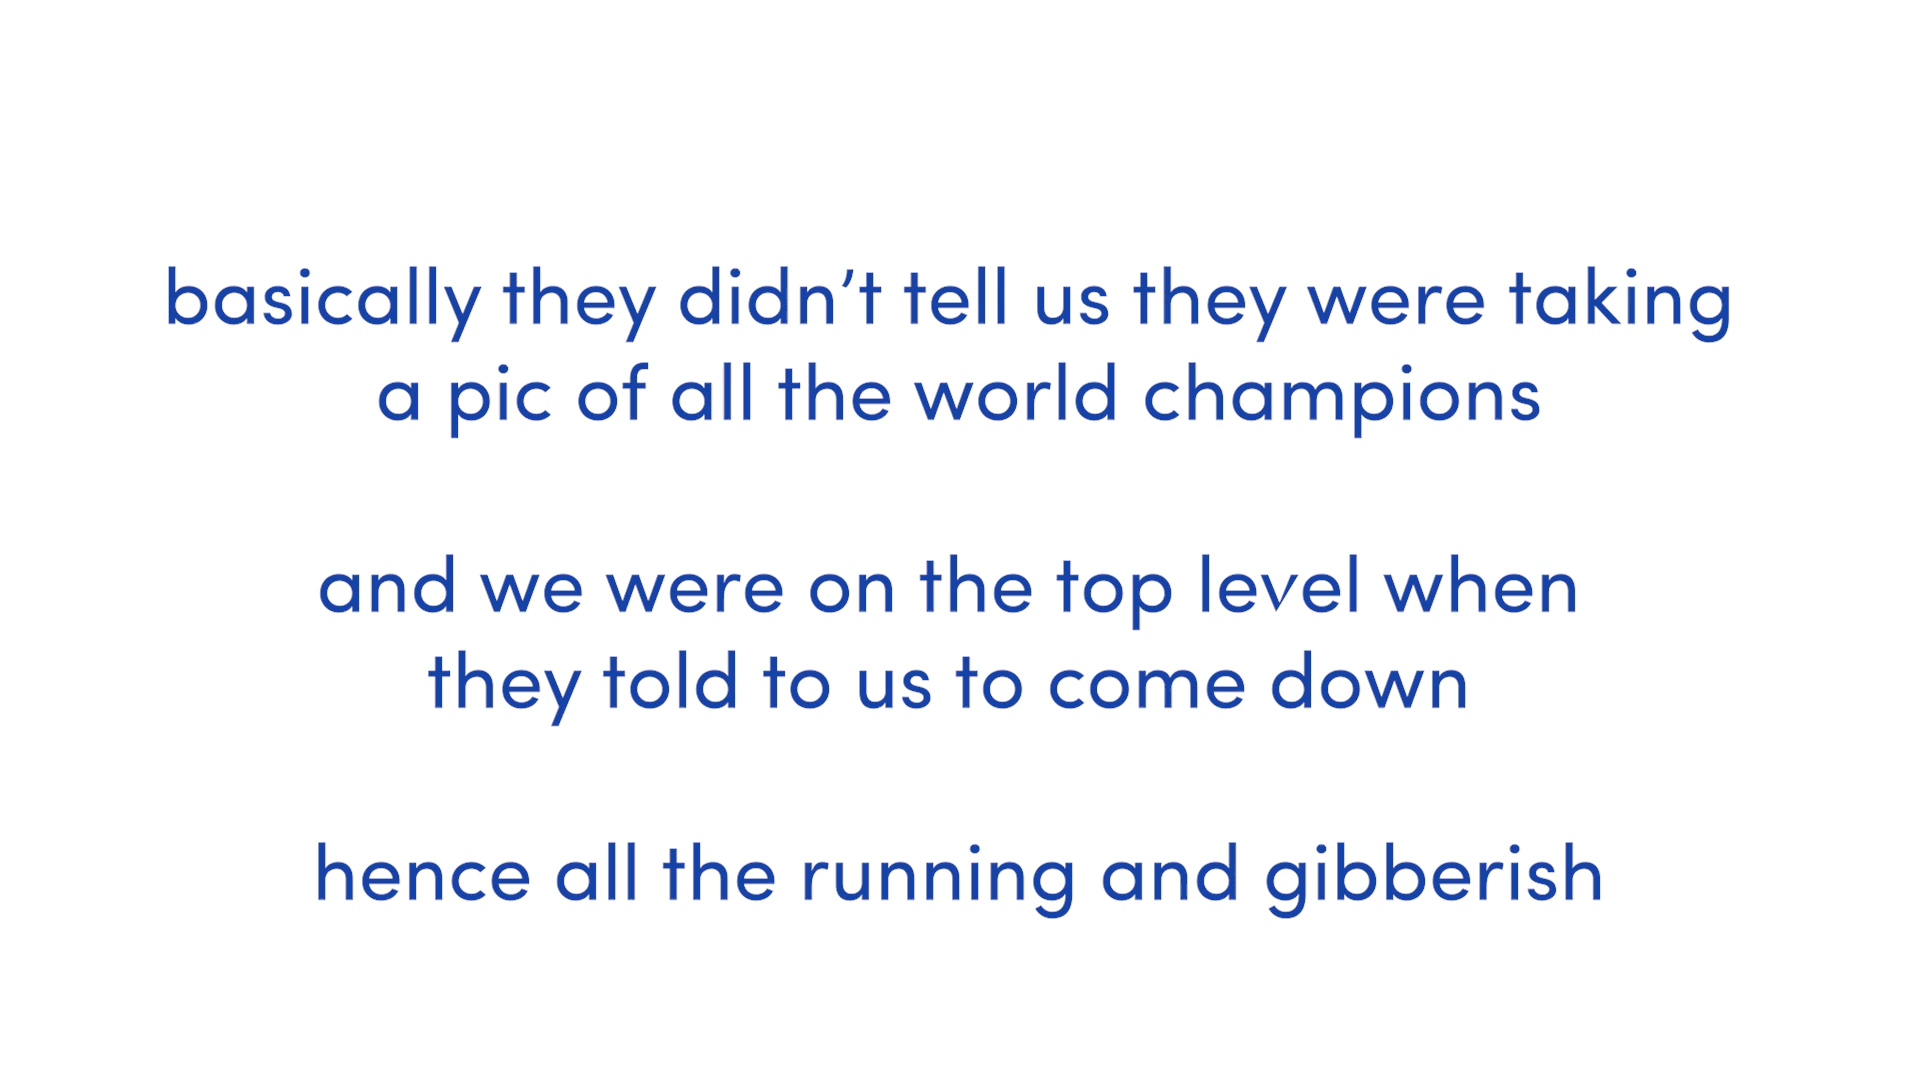 basically they didn’t tell us they were taking
a pic of all the world champions
and we were on the top level when
they told to us to come down
hence all the running and gibberish